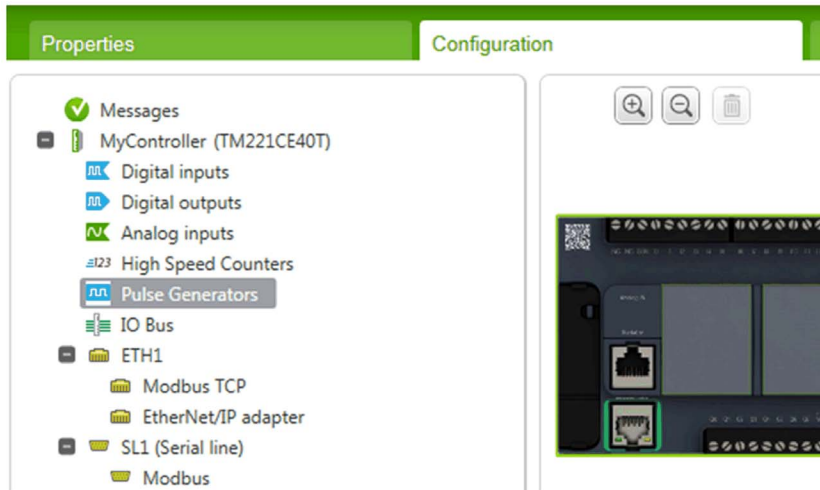 Properties
Configuration
Messages
MyController (TM221CE40T)
Digital inputs
Digital outputs
Analog inputs
High Speed Counters
Pulse Generators
IO Bus
ETH1
Modbus TCP
EtherNet/IP adapter
SL1 (Serial line)
Modbus